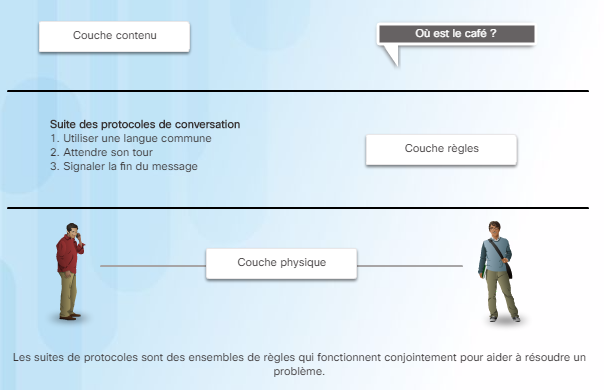 Couche contenu
Où est le café ?
Suite des protocoles de conversation
1. Utiliser une langue commune
2. Attendre son tour
3. Signaler la fin du message
Couche règles
Couche physique
Les suites de protocoles sont des ensembles de règles qui fonctionnent conjointement pour aider à résoudre un
problème.